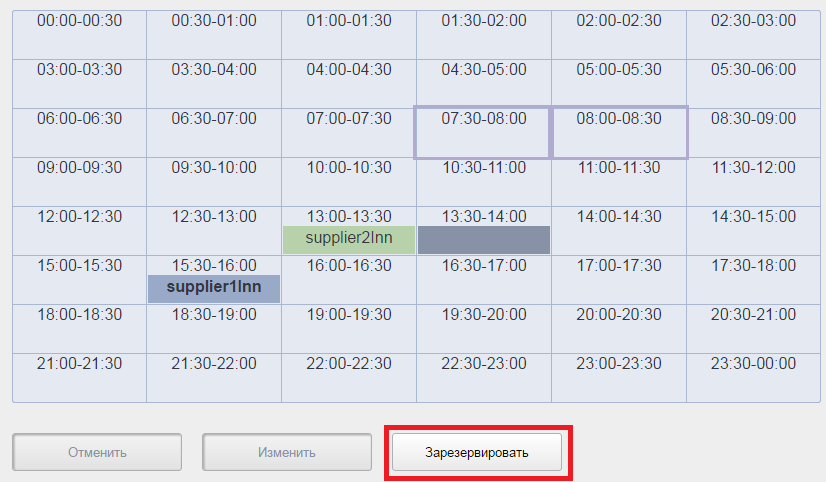 00:00-00:30 00:30-01:00 01:00-01:30 01:30-02:00 02:00-02:30 02:30-03:00
03:00-03:30 03:30-04:00 04:00-04:30 04:30-05:00 05:00-05:30 05:30-06:00
06:00-06:30 06:30-07:00 07:00-07:30 07:30-08:00 08:00-08:30 08:30-09:00
09:00-09:30 09:30-10:00 10:00-10:30 10:30-11:00 11:00-11:30 11:30-12:00
12:00-12:30 12:30-13:00 13:00-13:30 13:30-14:00 14:00-14:30 14:30-15:00
supplier2Inn
15:00-15:30 15:30-16:00 16:00-16:30 16:30-17:00 17:00-17:30 17:30-18:00
supplier1Inn
18:00-18:30 18:30-19:00 19:00-19:30 19:30-20:00 20:00-20:30 20:30-21:00
21:00-21:30 21:30-22:00 22:00-22:30 22:30-23:00 23:00-23:30 23:30-00:00
Отменить Изменить Зарезервировать